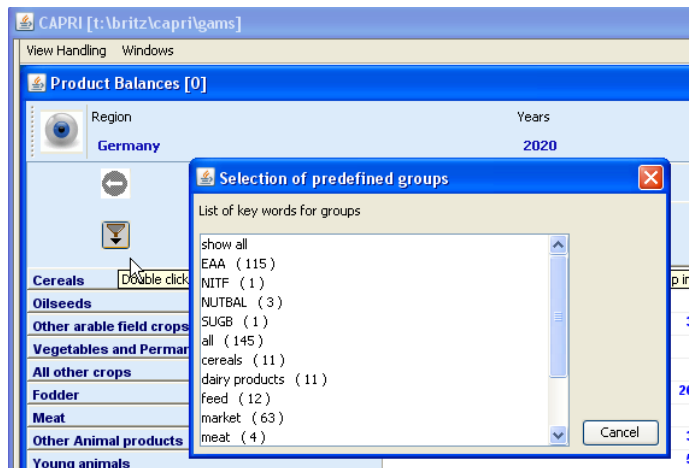 CAPRI [t:\britz\capri\gams]
View Handling Windows
Product Balances [0]
Region Years
Germany 2020
Selection of predefined groups
List of key words for groups
show all
EAA ( 115 )
NITF ( 1 )
NUTBAL ( 3 )
SUGB ( 1 )
all ( 145 )
cereals ( 11 )
dairy products ( 11 )
feed ( 12 )
market ( 63 )
meat ( 4 )
Cancel
Double click
Cereals
Oilseeds
Other arable field crops
Vegetables and Permar
All other crops
Fodder
Meat
Other Animal products
Young animals